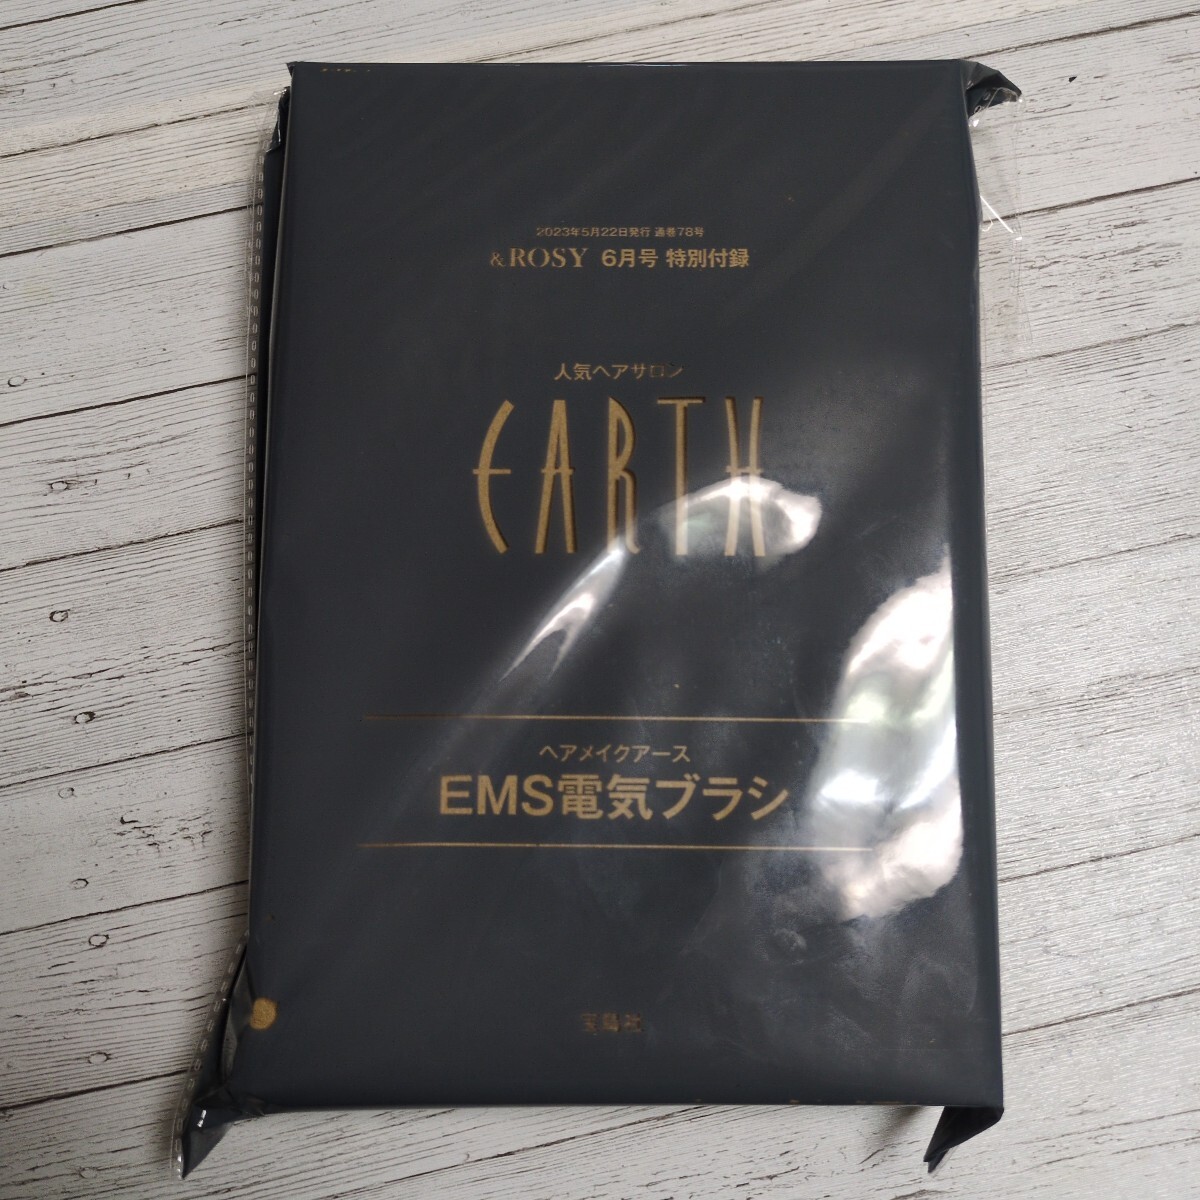 2023年5月22日発行 通巻78号
& ROSY 6月号 特別付録
人気ヘアサロン
EARTH
ヘアメイクアース
EMS電気ブラシ
宝島社